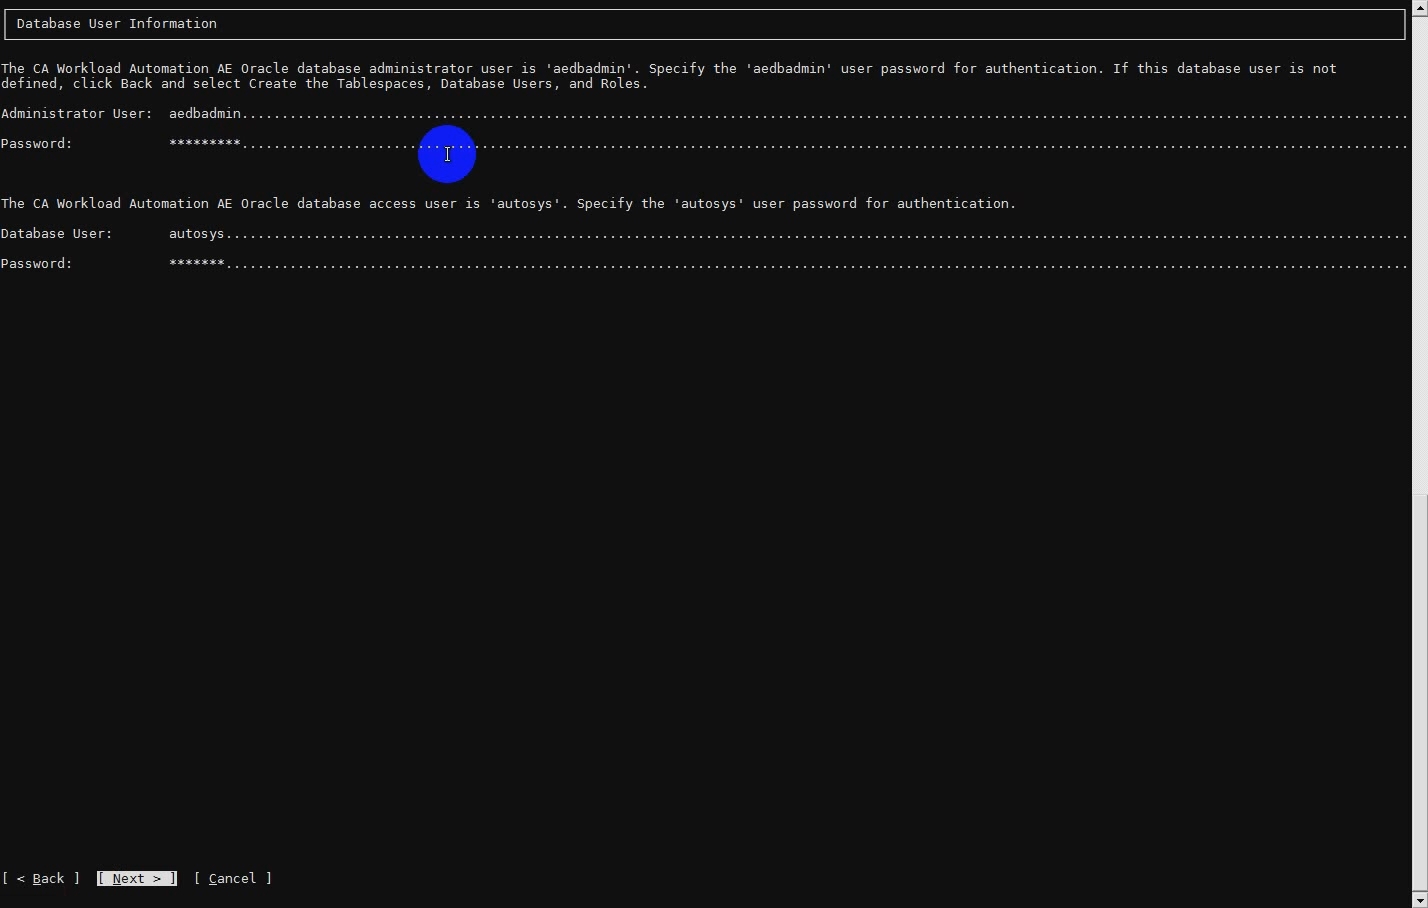 Database User Information
The CA Workload Automation AE Oracle database administrator user is 'aedbadmin'. Specify the 'aedbadmin' user password for authentication. If this database user is not
defined, click Back and select Create the Tablespaces, Database Users, and Roles.
Administrator User: aedbadmin..................................................................................................................................................
Password: *********..................................................................................................................................................
The CA Workload Automation AE Oracle database access user is 'autosys'. Specify the 'autosys' user password for authentication.
Database User: autosys....................................................................................................................................................
Password: *******....................................................................................................................................................
[ < Back ] [ Next > ] [ Cancel ]